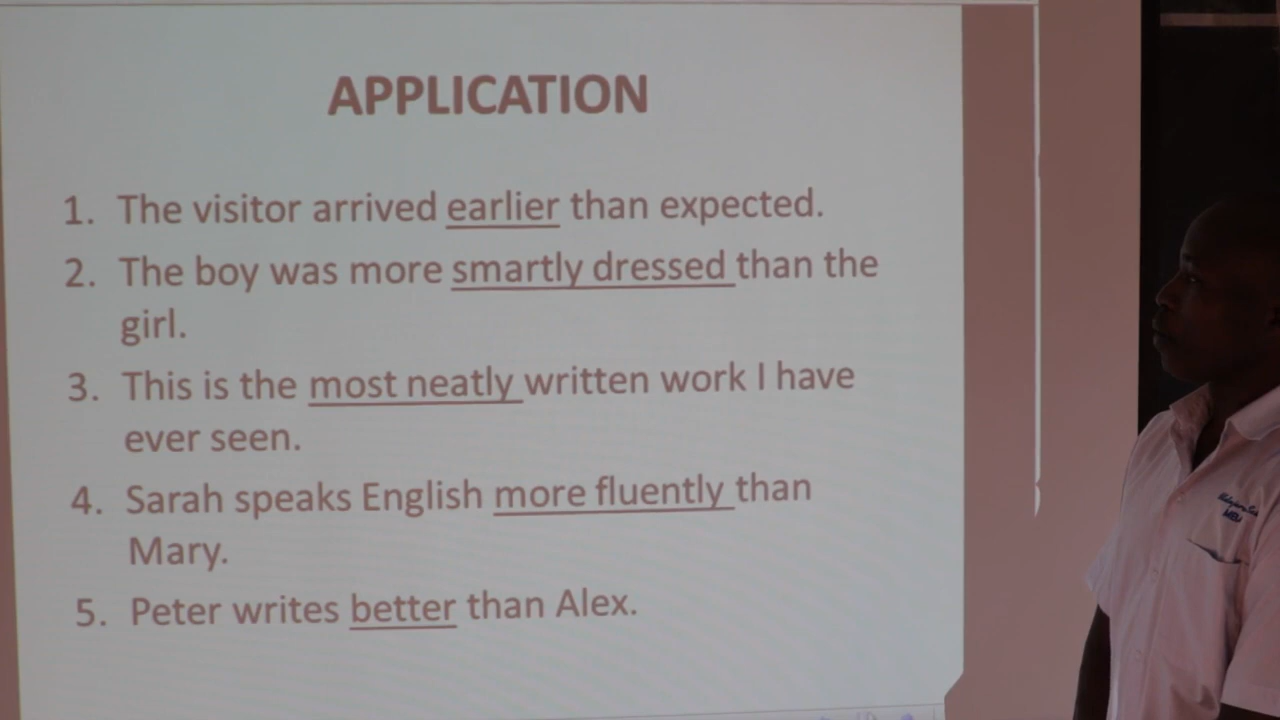 APPLICATION
1. The visitor arrived earlier than expected.
2. The boy was more smartly dressed than the
girl.
3. This is the most neatly written work I have
ever seen.
4. Sarah speaks English more fluently than
Mary.
5. Peter writes better than Alex.